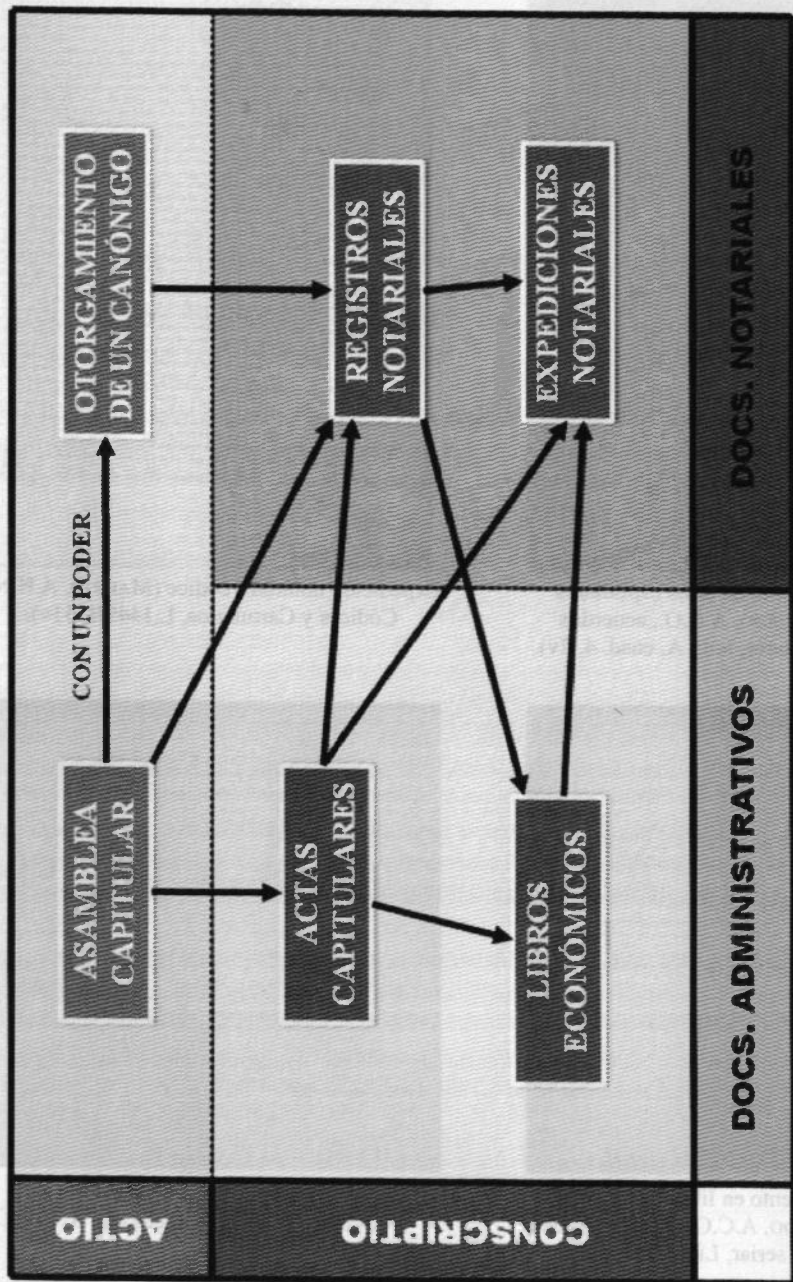 ACTIO
ASAMBLEA
CAPITULAR
CON UN PODER
OTORGAMIENTO
DE UN CANÓNIGO
CONSCRIPTIO
ACTAS
CAPITULARES
REGISTROS
NOTARIALES
LIBROS
ECONÓMICOS
EXPEDICIONES
NOTARIALES
DOCS. ADMINISTRATIVOS
DOCS. NOTARIALES